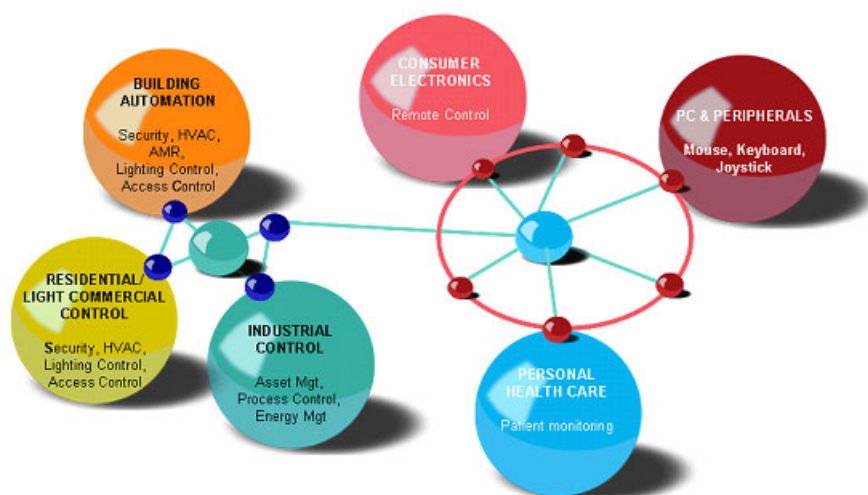 BUILDING
AUTOMATION
Security, HVAC,
AMR,
Lighting Control,
Access Control
CONSUMER
ELECTRONICS
Remote Control
PC & PERIPHERALS
Mouse, Keyboard,
Joystick
RESIDENTIAL/
LIGHT COMMERCIAL
CONTROL
Security, HVAC,
Lighting Control,
Access Control
INDUSTRIAL
CONTROL
Asset Mgt,
Process Control,
Energy Mgt
PERSONAL
HEALTH CARE
Patient monitoring